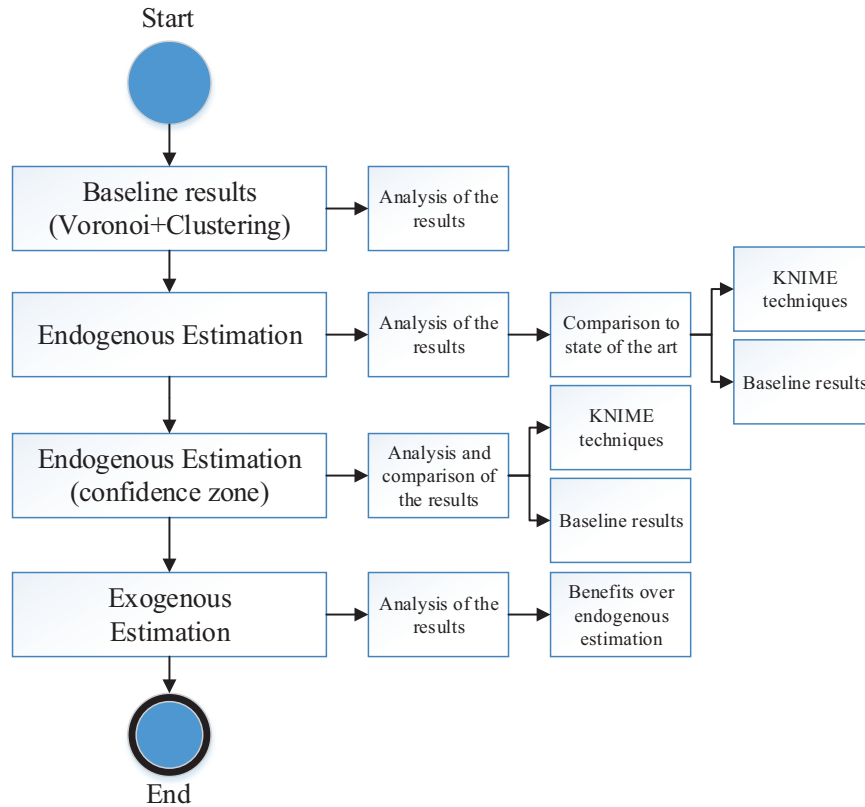 Start
Baseline results
(Voronoi+Clustering)
Analysis of the
results
Endogenous Estimation
Analysis of the
results
Comparison to
state of the art
KNIME
techniques
Baseline results
Endogenous Estimation
(confidence zone)
Analysis and
comparison of
the results
KNIME
techniques
Baseline results
Exogenous
Estimation
Analysis of the
results
Benefits over
endogenous
estimation
End